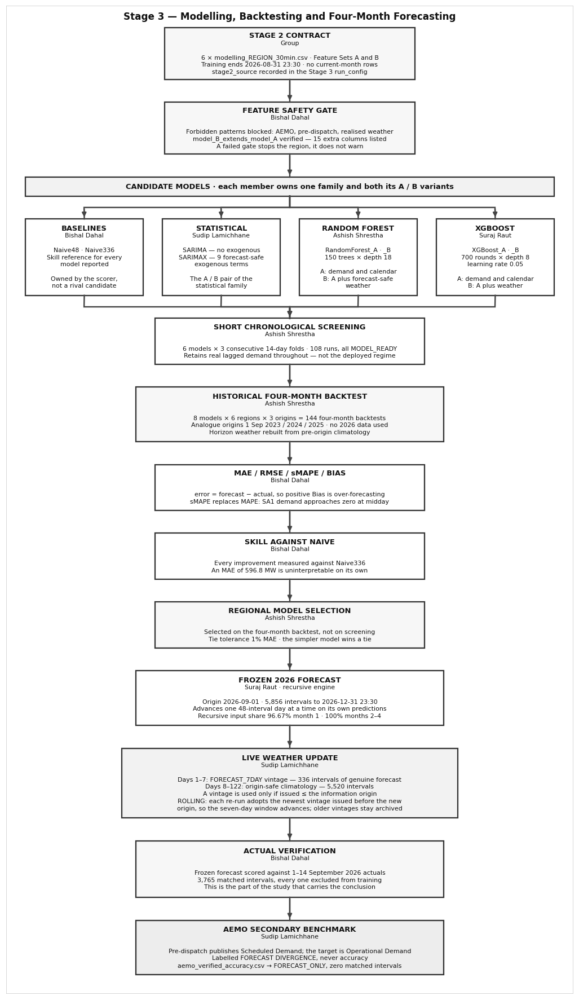 Stage 3 — Modelling, Backtesting and Four-Month Forecasting
STAGE 2 CONTRACT
Group
6 × modelling_REGION_30min.csv · Feature Sets A and B
Training ends 2026-08-31 23:30 · no current-month rows
stage2_source recorded in the Stage 3 run_config
FEATURE SAFETY GATE
Bishal Dahal
Forbidden patterns blocked: AEMO, pre-dispatch, realised weather
model_B_extends_model_A verified — 15 extra columns listed
A failed gate stops the region, it does not warn
CANDIDATE MODELS · each member owns one family and both its A / B variants
BASELINES
Bishal Dahal
Naive48 · Naive336
Skill reference for every
model reported
Owned by the scorer,
not a rival candidate
STATISTICAL
Sudip Lamichhane
SARIMA — no exogenous
SARIMAX — 9 forecast-safe
exogenous terms
The A / B pair of the
statistical family
RANDOM FOREST
Ashish Shrestha
RandomForest_A · _B
150 trees × depth 18
A: demand and calendar
B: A plus forecast-safe
weather
XGBOOST
Suraj Raut
XGBoost_A · _B
700 rounds × depth 8
learning rate 0.05
A: demand and calendar
B: A plus weather
SHORT CHRONOLOGICAL SCREENING
Ashish Shrestha
6 models × 3 consecutive 14-day folds · 108 runs, all MODEL_READY
Retains real lagged demand throughout — not the deployed regime
HISTORICAL FOUR-MONTH BACKTEST
Ashish Shrestha
8 models × 6 regions × 3 origins = 144 four-month backtests
Analogue origins 1 Sep 2023 / 2024 / 2025 · no 2026 data used
Horizon weather rebuilt from pre-origin climatology
MAE / RMSE / sMAPE / BIAS
Bishal Dahal
error = forecast − actual, so positive Bias is over-forecasting
sMAPE replaces MAPE: SA1 demand approaches zero at midday
SKILL AGAINST NAIVE
Bishal Dahal
Every improvement measured against Naive336
An MAE of 596.8 MW is uninterpretable on its own
REGIONAL MODEL SELECTION
Ashish Shrestha
Selected on the four-month backtest, not on screening
Tie tolerance 1% MAE · the simpler model wins a tie
FROZEN 2026 FORECAST
Suraj Raut · recursive engine
Origin 2026-09-01 · 5,856 intervals to 2026-12-31 23:30
Advances one 48-interval day at a time on its own predictions
Recursive input share 96.67% month 1 · 100% months 2–4
LIVE WEATHER UPDATE
Sudip Lamichhane
Days 1–7: FORECAST_7DAY vintage — 336 intervals of genuine forecast
Days 8–122: origin-safe climatology — 5,520 intervals
A vintage is used only if issued ≤ the information origin
ROLLING: each re-run adopts the newest vintage issued before the new
origin, so the seven-day window advances; older vintages stay archived
ACTUAL VERIFICATION
Bishal Dahal
Frozen forecast scored against 1–14 September 2026 actuals
3,765 matched intervals, every one excluded from training
This is the part of the study that carries the conclusion
AEMO SECONDARY BENCHMARK
Sudip Lamichhane
Pre-dispatch publishes Scheduled Demand; the target is Operational Demand
Labelled FORECAST DIVERGENCE, never accuracy
aemo_verified_accuracy.csv → FORECAST_ONLY, zero matched intervals